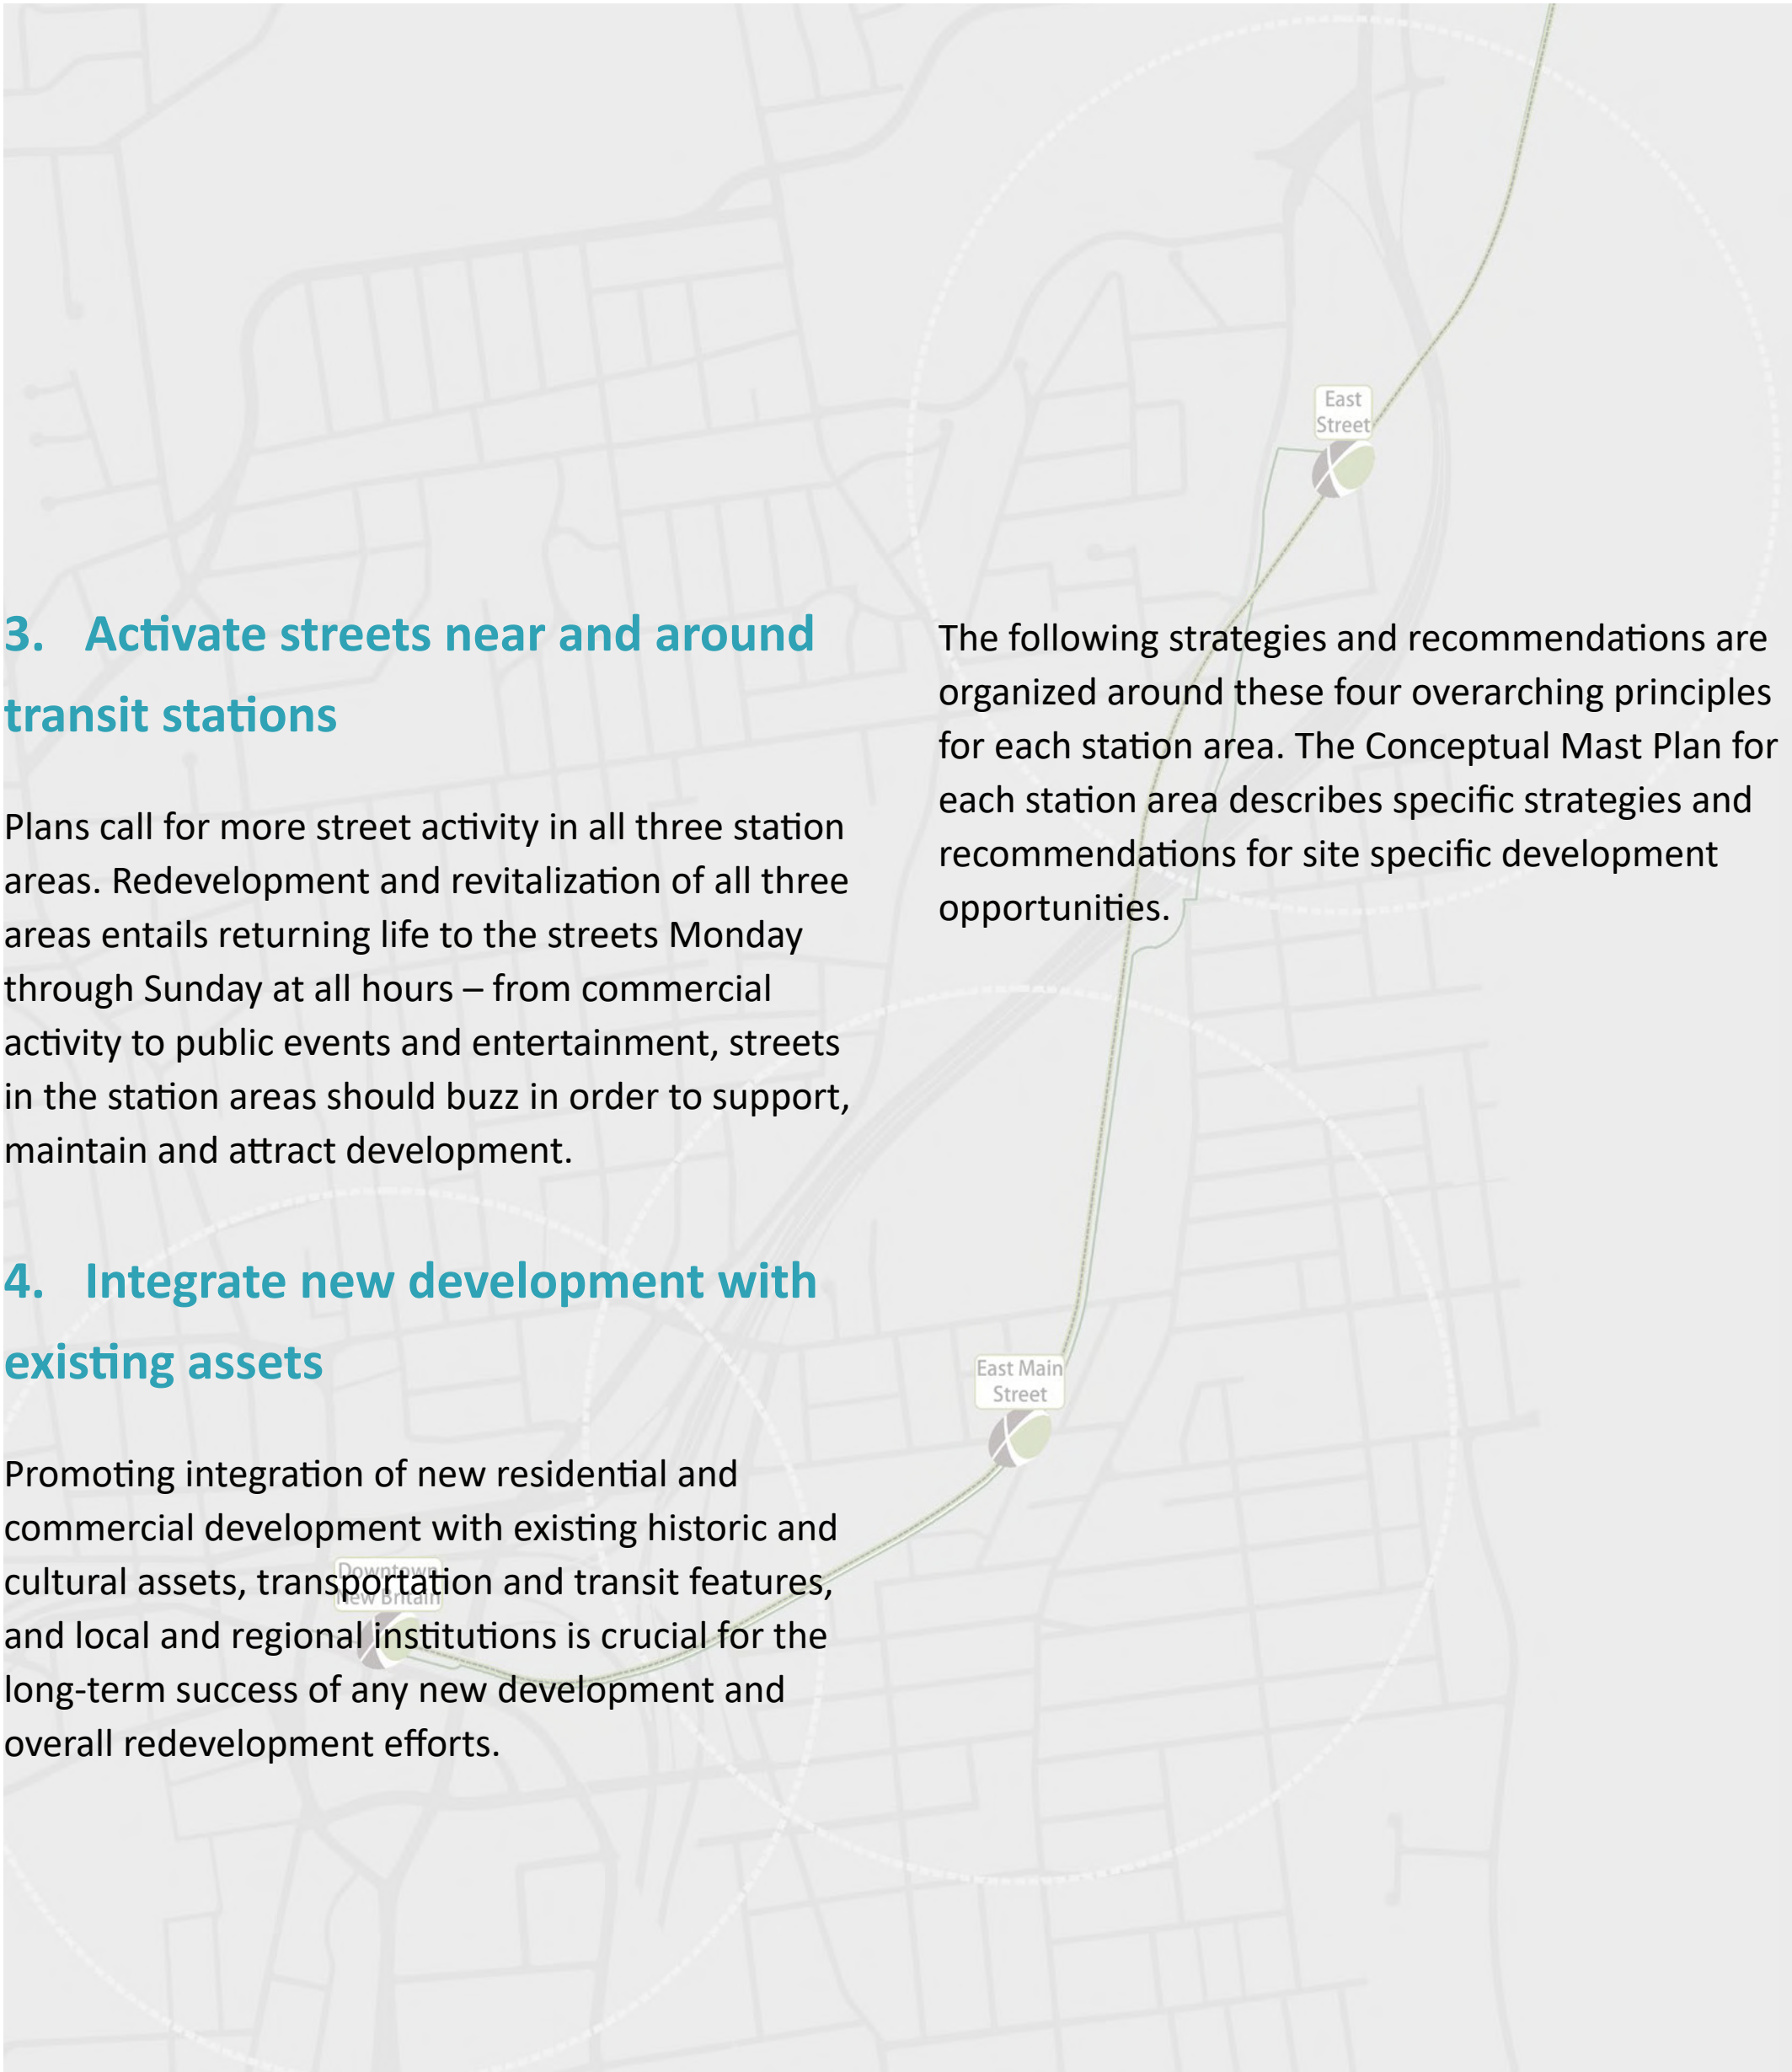 3. Activate streets near and around
transit stations
Plans call for more street activity in all three station
areas. Redevelopment and revitalization of all three
areas entails returning life to the streets Monday
through Sunday at all hours – from commercial
activity to public events and entertainment, streets
in the station areas should buzz in order to support,
maintain and attract development.
4. Integrate new development with
existing assets
Promoting integration of new residential and
commercial development with existing historic and
cultural assets, transportation and transit features,
and local and regional institutions is crucial for the
long-term success of any new development and
overall redevelopment efforts.
The following strategies and recommendations are
organized around these four overarching principles
for each station area. The Conceptual Mast Plan for
each station area describes specific strategies and
recommendations for site specific development
opportunities.
East
Street
East Main
Street
Downtown
New Britain